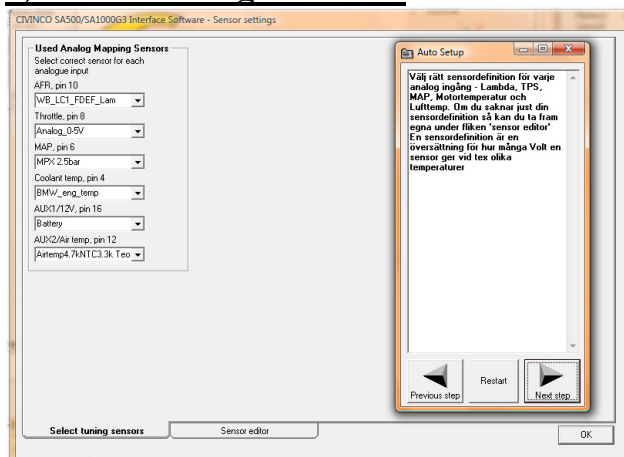 CIVINCO SA500/SA1000G3 Interface Software - Sensor settings
Used Analog Mapping Sensors
Select correct sensor for each
analogue input
AFR, pin 10
WB_LC1_FDEF_Lam
Throttle, pin 8
Analog_0-5V
MAP, pin 6
MPX 2.5bar
Coolant temp, pin 4
BMW_eng_temp
AUX1/12V, pin 16
Battery
AUX2/Air temp, pin 12
Airtemp4.7kNTC3.3k Teo
Auto Setup
Välj rätt sensordefinition för varje
analog ingång - Lambda, TPS,
MAP, Motortemperatur och
Lufttemp. Om du saknar just din
sensordefinition så kan du ta fram
egna under fliken 'sensor editor'
En sensordefinition är en
översättning för hur många Volt en
sensor ger vid tex olika
temperaturer
Previous step
Restart
Next step
Select tuning sensors
Sensor editor
OK